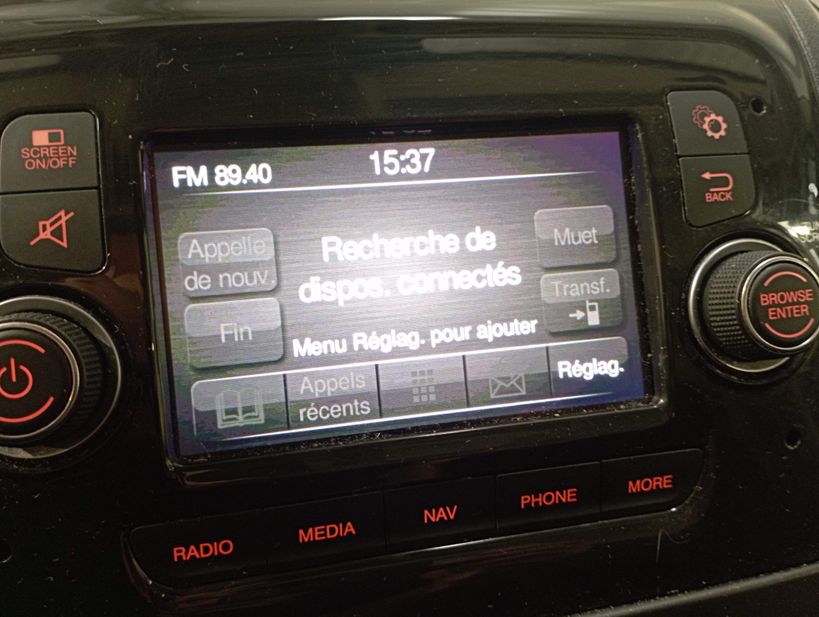 SCREEN
ON/OFF
FM 89.40
15:37
BACK
Appelle
de nouv.
Recherche de
dispos. connectés
Muet
Transf.
Fin
Menu Réglag. pour ajouter
BROWSE
ENTER
Appels
récents
Réglag.
RADIO
MEDIA
NAV
PHONE
MORE